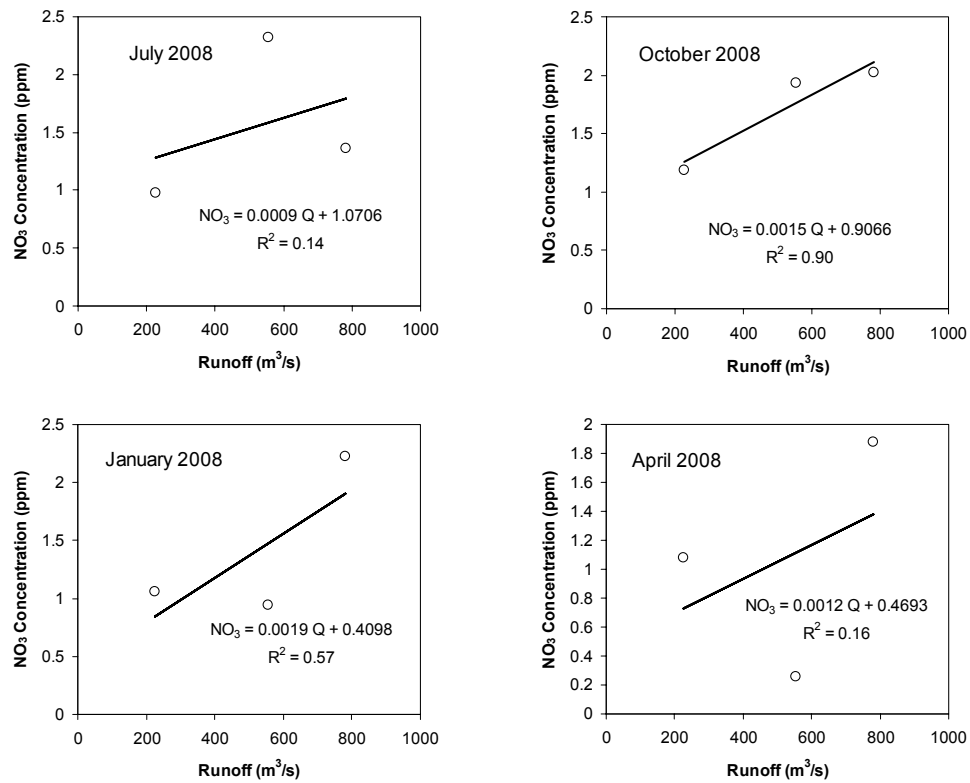 July 2008
NO₃ Concentration (ppm)
2.5
2
1.5
1
0.5
0
NO₃ = 0.0009 Q + 1.0706
R² = 0.14
0 200 400 600 800 1000
Runoff (m³/s)
October 2008
NO₃ Concentration (ppm)
2.5
2
1.5
1
0.5
0
NO₃ = 0.0015 Q + 0.9066
R² = 0.90
0 200 400 600 800 1000
Runoff (m³/s)
January 2008
NO₃ Concentration (ppm)
2.5
2
1.5
1
0.5
0
NO₃ = 0.0019 Q + 0.4098
R² = 0.57
0 200 400 600 800 1000
Runoff (m³/s)
April 2008
NO₃ Concentration (ppm)
2
1.8
1.6
1.4
1.2
1
0.8
0.6
0.4
0.2
0
NO₃ = 0.0012 Q + 0.4693
R² = 0.16
0 200 400 600 800 1000
Runoff (m³/s)